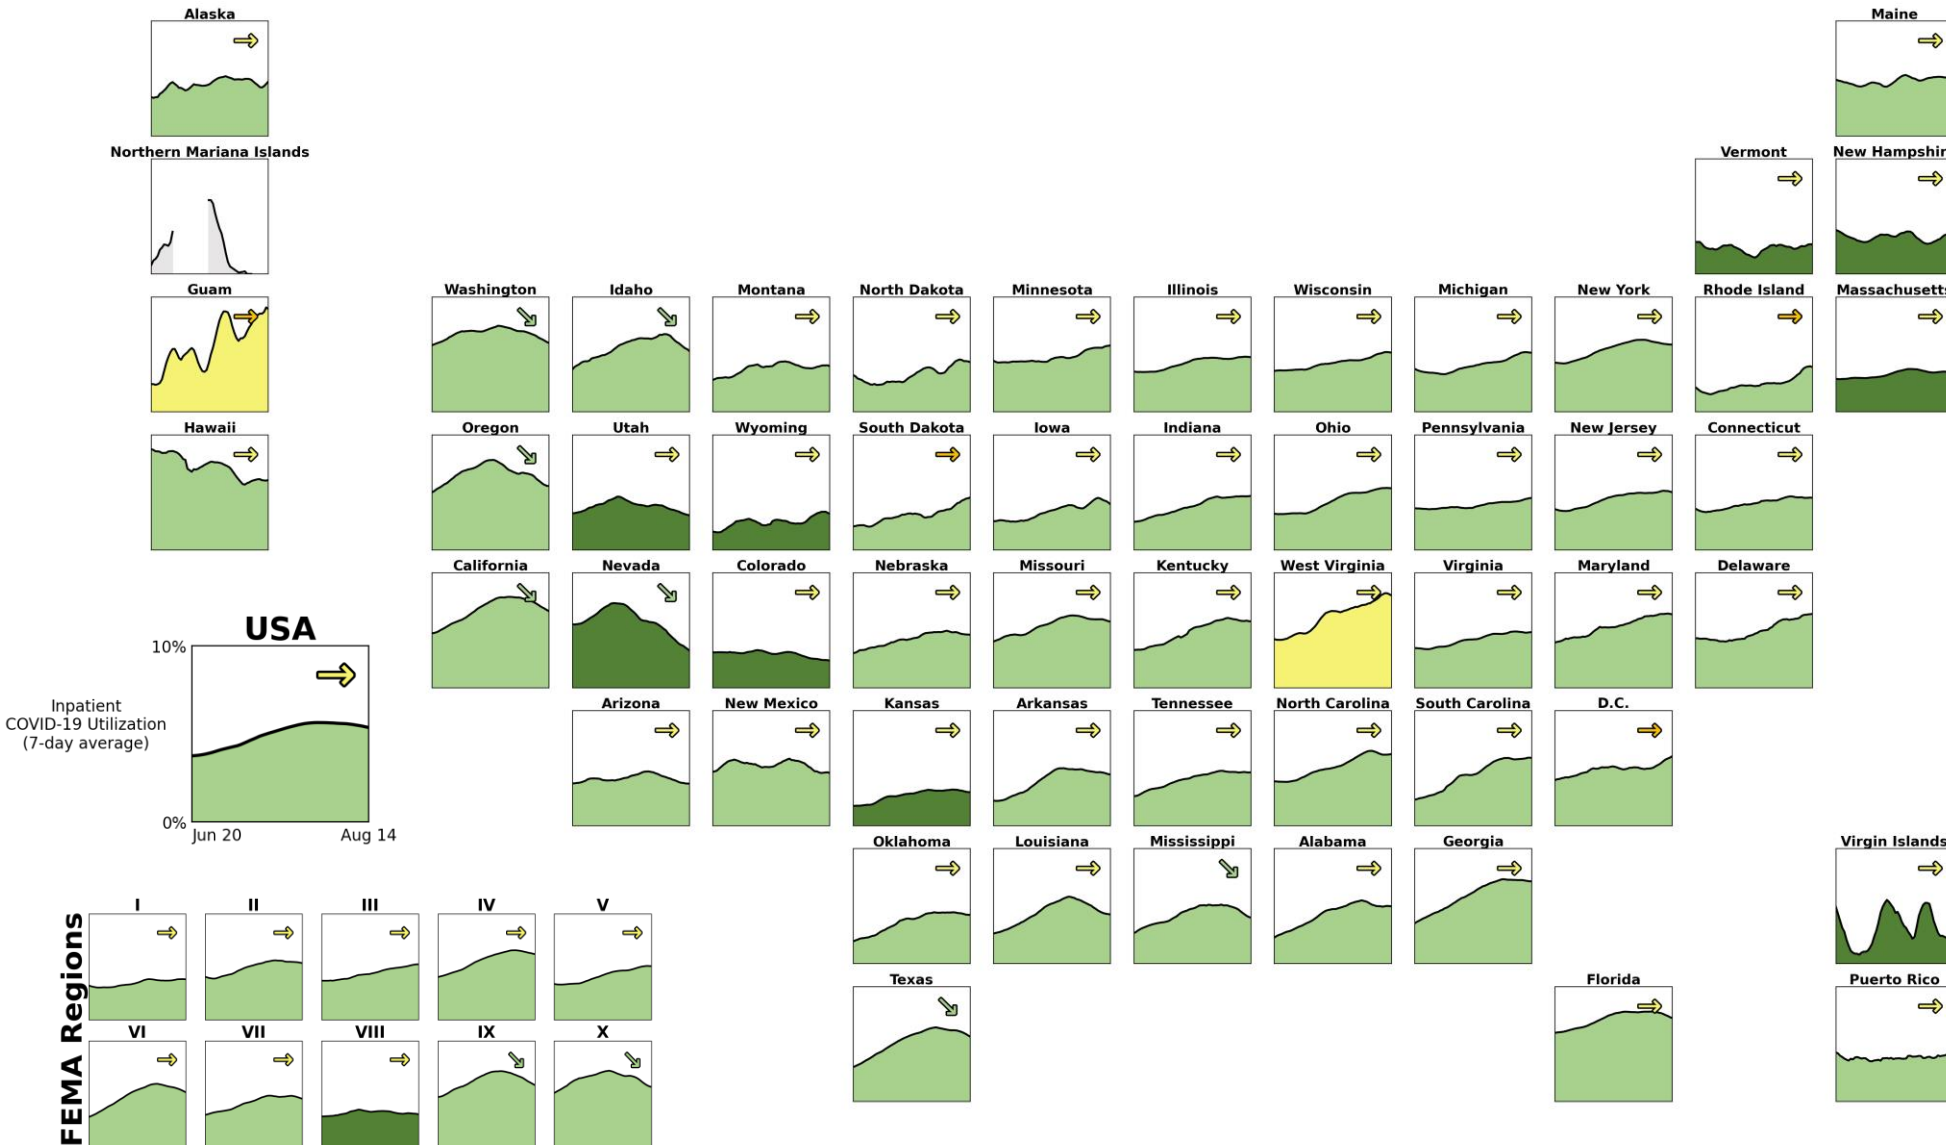 Alaska
Maine
Northern Mariana Islands
Vermont
New Hampshir
Guam
Washington
Idaho
Montana
North Dakota
Minnesota
Illinois
Wisconsin
Michigan
New York
Rhode Island
Massachusetts
Hawaii
Oregon
Utah
Wyoming
South Dakota
Iowa
Indiana
Ohio
Pennsylvania
New Jersey
Connecticut
California
Nevada
Colorado
Nebraska
Missouri
Kentucky
West Virginia
Virginia
Maryland
Delaware
USA
10%
Inpatient
COVID-19 Utilization
(7-day average)
0%
Jun 20
Aug 14
Arizona
New Mexico
Kansas
Arkansas
Tennessee
North Carolina
South Carolina
D.C.
Oklahoma
Louisiana
Mississippi
Alabama
Georgia
Virgin Islands
Texas
Florida
Puerto Rico
FEMA Regions
I
II
III
IV
V
VI
VII
VIII
IX
X